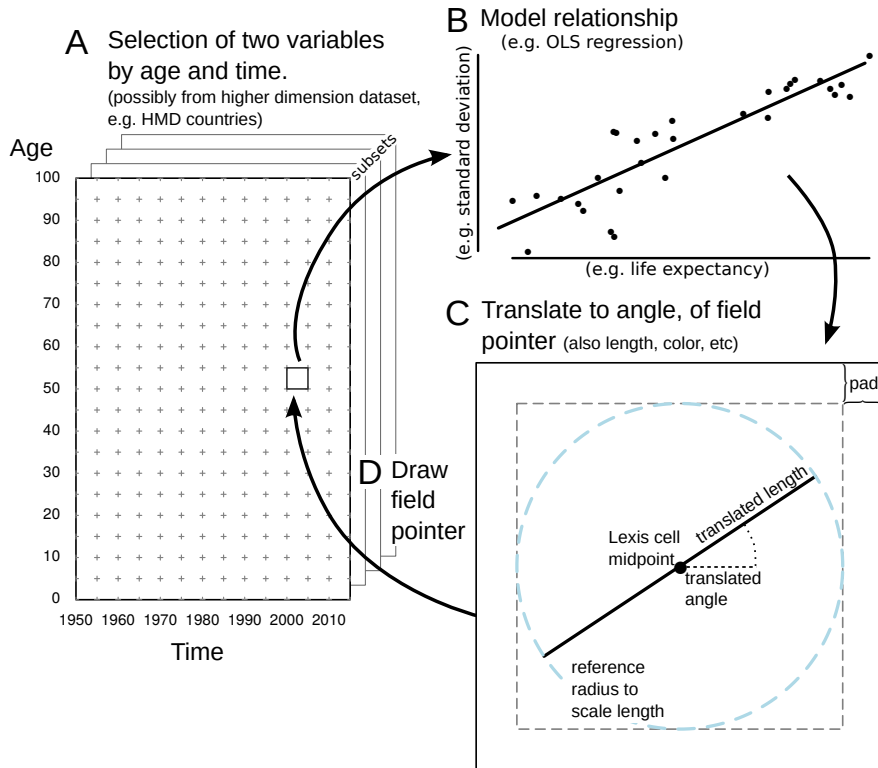 A Selection of two variables
by age and time.
(possibly from higher dimension dataset,
e.g. HMD countries)
Age
subsets
100
90
80
70
60
50
40
30
20
10
0
1950 1960 1970 1980 1990 2000 2010
Time
B Model relationship
(e.g. OLS regression)
(e.g. standard deviation)
(e.g. life expectancy)
C Translate to angle, of field
pointer (also length, color, etc)
pad
translated length
Lexis cell
midpoint
translated
angle
reference
radius to
scale length
D Draw
field
pointer